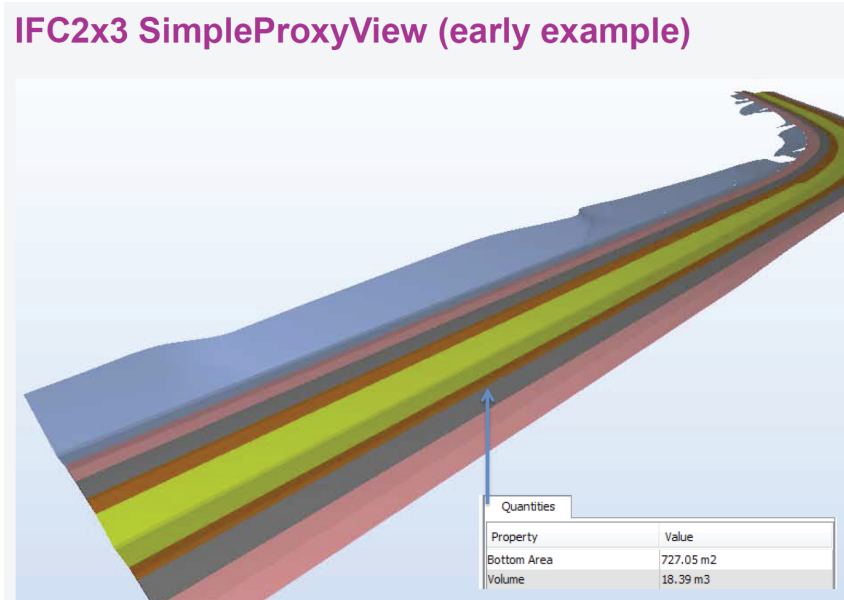 IFC2x3 SimpleProxyView (early example)
Quantities
Property Value
Bottom Area 727.05 m2
Volume 18.39 m3